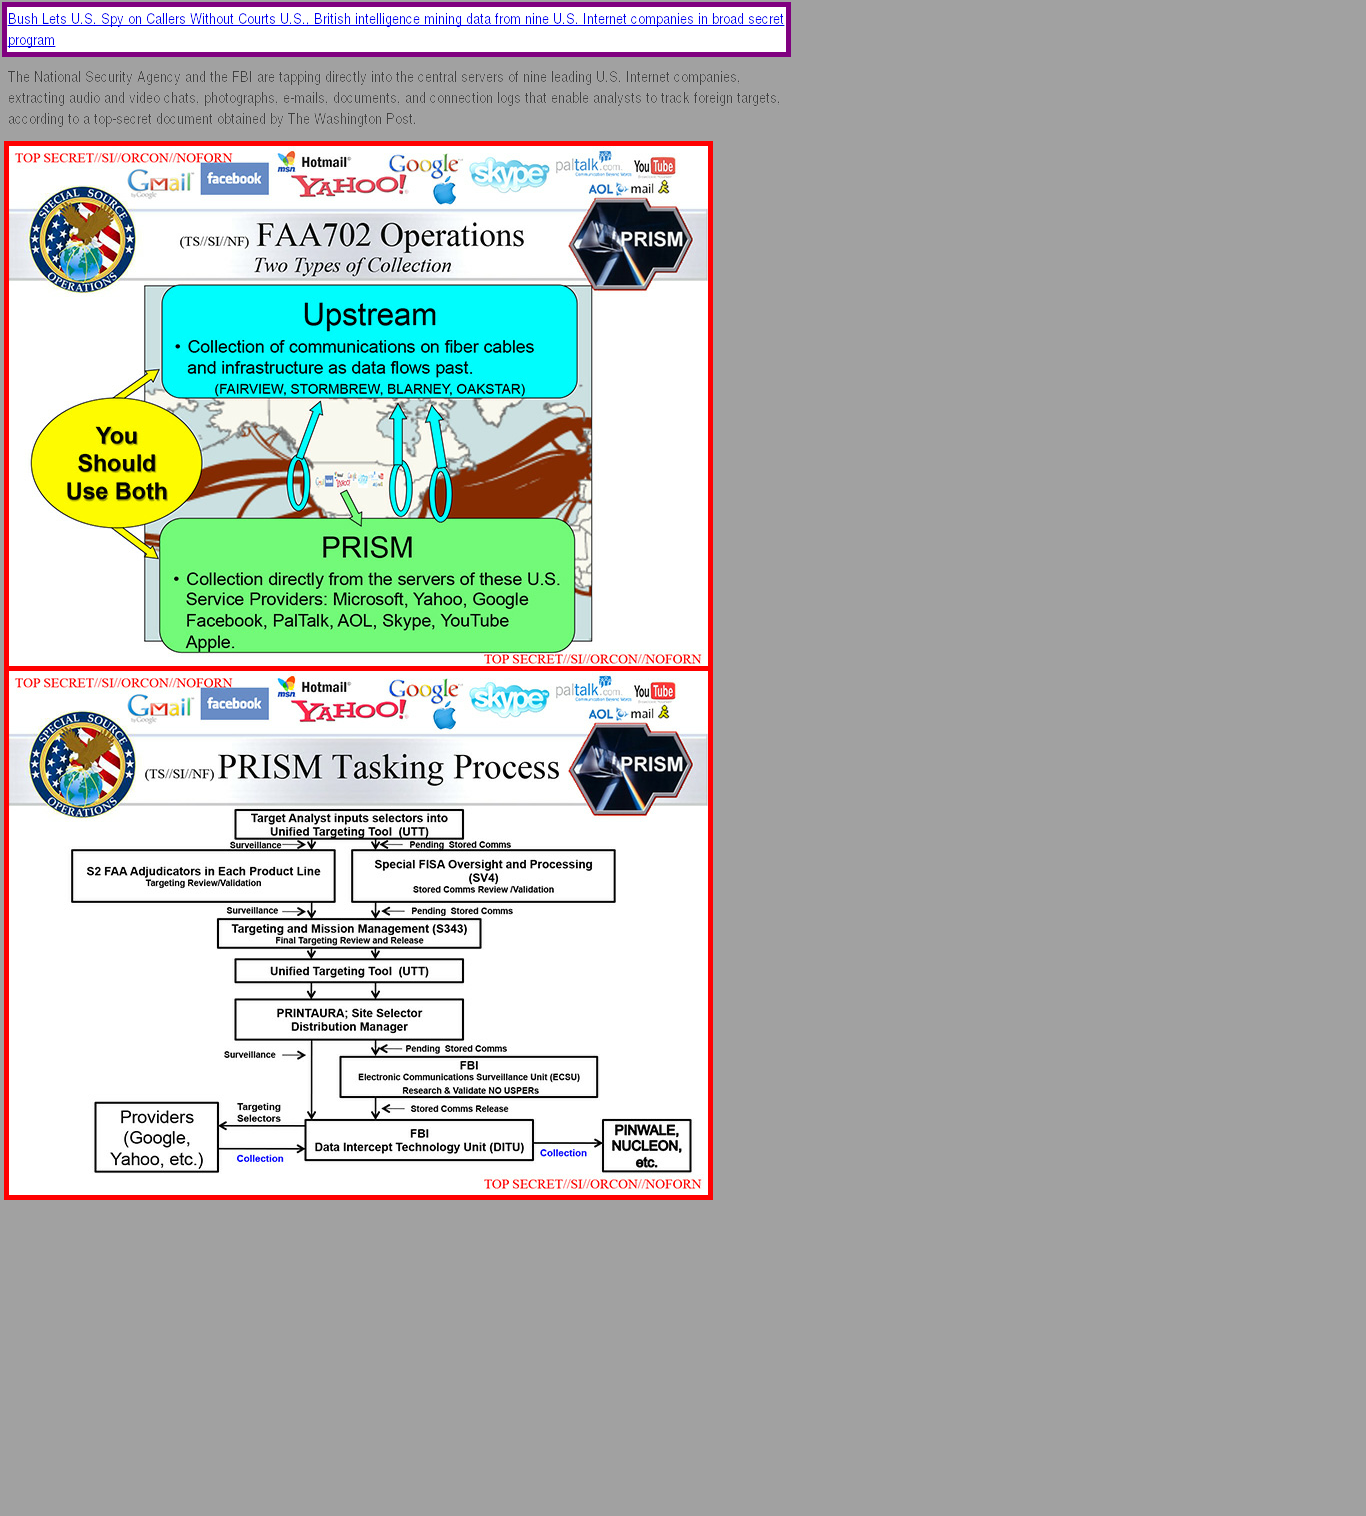 Bush Lets U.S. Spy on Callers Without Courts U.S., British intelligence mining data from nine U.S. Internet companies in broad secret
program
The National Security Agency and the FBI are tapping directly into the central servers of nine leading U.S. Internet companies,
extracting audio and video chats, photographs, e-mails, documents, and connection logs that enable analysts to track foreign targets,
according to a top-secret document obtained by The Washington Post.
TOP SECRET//SI//ORCON//NOFORN
Gmail
by Google
facebook
msn
Hotmail
YAHOO!
Google
skype
paltalk.com
YouTube
AOL mail
SPECIAL SOURCE
OPERATIONS
(TS//SI//NF) FAA702 Operations
Two Types of Collection
PRISM
Upstream
• Collection of communications on fiber cables
and infrastructure as data flows past.
(FAIRVIEW, STORMBREW, BLARNEY, OAKSTAR)
You
Should
Use Both
PRISM
• Collection directly from the servers of these U.S.
Service Providers: Microsoft, Yahoo, Google
Facebook, PalTalk, AOL, Skype, YouTube
Apple.
TOP SECRET//SI//ORCON//NOFORN
TOP SECRET//SI//ORCON//NOFORN
Gmail
by Google
facebook
msn
Hotmail
YAHOO!
Google
skype
paltalk.com
YouTube
AOL mail
SPECIAL SOURCE
OPERATIONS
(TS//SI//NF) PRISM Tasking Process
PRISM
Target Analyst inputs selectors into
Unified Targeting Tool (UTT)
Surveillance
Pending Stored Comms
S2 FAA Adjudicators in Each Product Line
Targeting Review/Validation
Special FISA Oversight and Processing
(SV4)
Stored Comms Review /Validation
Surveillance
Pending Stored Comms
Targeting and Mission Management (S343)
Final Targeting Review and Release
Unified Targeting Tool (UTT)
PRINTAURA; Site Selector
Distribution Manager
Surveillance
Pending Stored Comms
FBI
Electronic Communications Surveillance Unit (ECSU)
Research & Validate NO USPERs
Stored Comms Release
Providers
(Google,
Yahoo, etc.)
Targeting
Selectors
Collection
FBI
Data Intercept Technology Unit (DITU)
Collection
PINWALE,
NUCLEON,
etc.
TOP SECRET//SI//ORCON//NOFORN